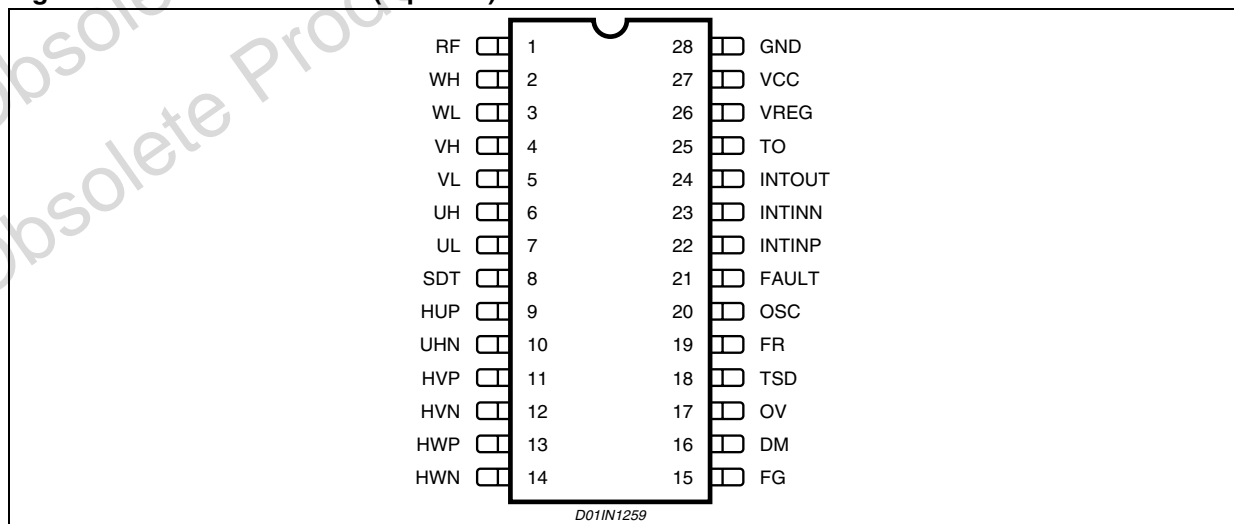 RF 1 28 GND
WH 2 27 VCC
WL 3 26 VREG
VH 4 25 TO
VL 5 24 INTOUT
UH 6 23 INTINN
UL 7 22 INTINP
SDT 8 21 FAULT
HUP 9 20 OSC
UHN 10 19 FR
HVP 11 18 TSD
HVN 12 17 OV
HWP 13 16 DM
HWN 14 15 FG
D01IN1259
Obsolete